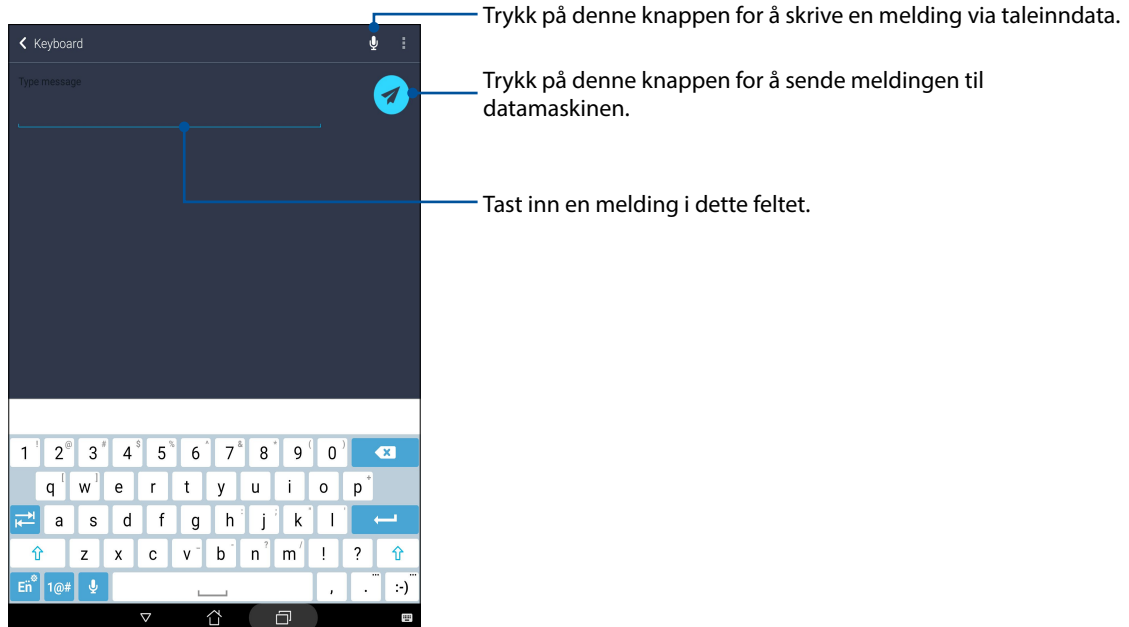 Trykk på denne knappen for å skrive en melding via taleinndata.
Keyboard
Type message
Trykk på denne knappen for å sende meldingen til
datamaskinen.
Tast inn en melding i dette feltet.
1 ! 2 @ 3 # 4 $ 5 % 6 ^ 7 & 8 * 9 ( 0 )
q [ w ] e r t y u i o p +
a s d f g h : j ; k " l '
z x c v - b - n ? m / ! ?
En 1@# , . ... :-) ...